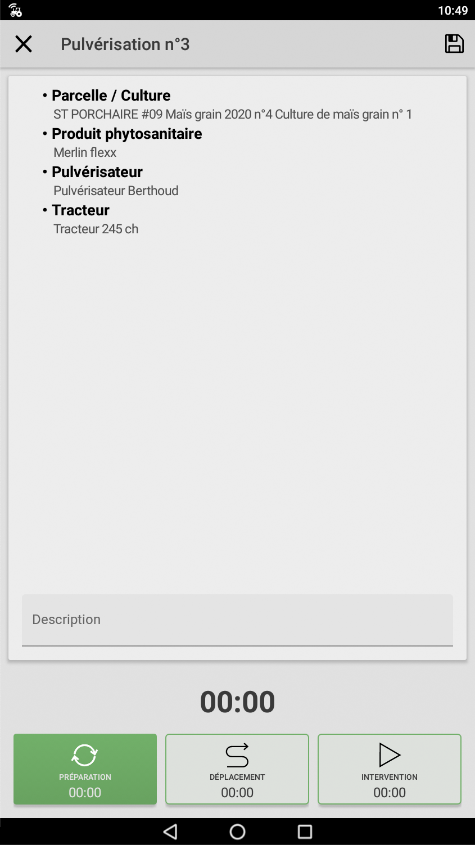 10:49
Pulvérisation n°3
• Parcelle / Culture
ST PORCHAIRE #09 Maïs grain 2020 n°4 Culture de maïs grain n° 1
• Produit phytosanitaire
Merlin flexx
• Pulvérisateur
Pulvérisateur Berthoud
• Tracteur
Tracteur 245 ch
Description
00:00
PRÉPARATION
00:00
DÉPLACEMENT
00:00
INTERVENTION
00:00